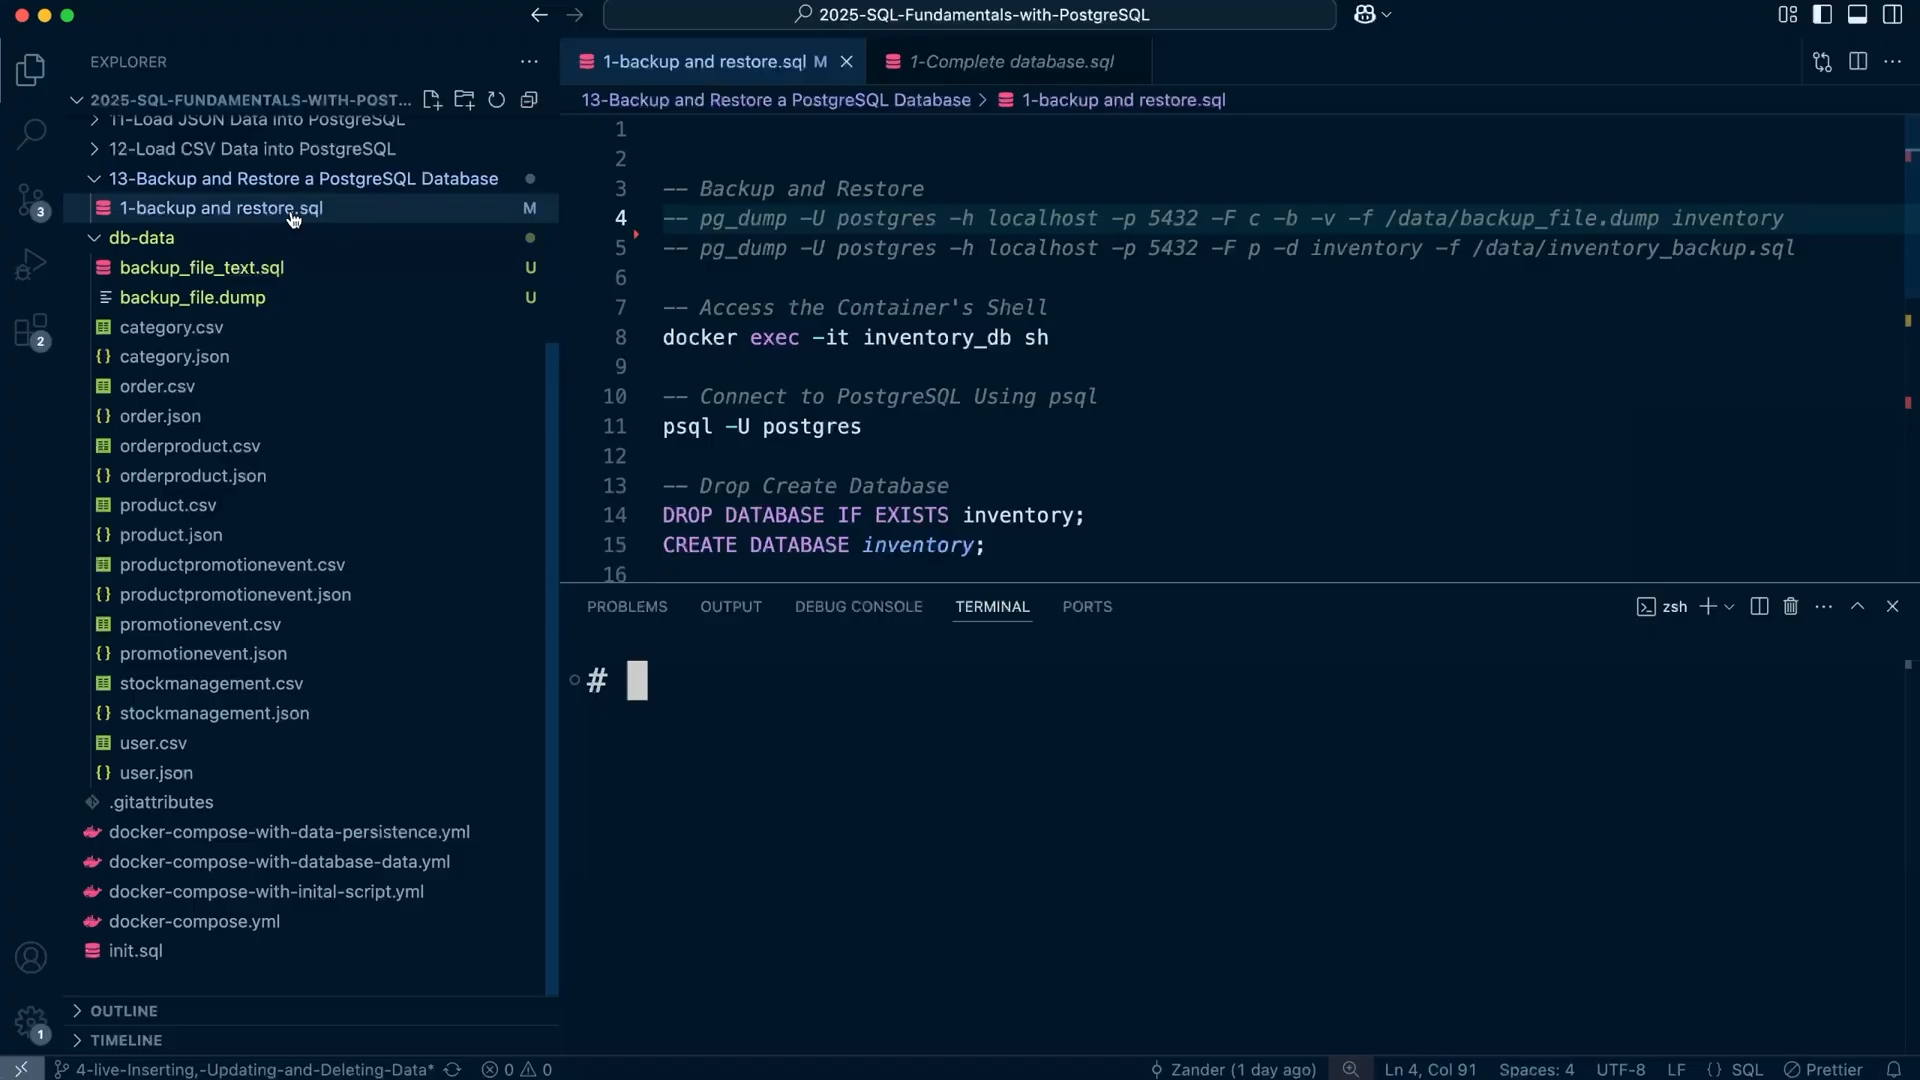 2025-SQL-Fundamentals-with-PostgreSQL
EXPLORER
2025-SQL-FUNDAMENTALS-WITH-POST...
11-Load JSON Data into PostgreSQL
12-Load CSV Data into PostgreSQL
13-Backup and Restore a PostgreSQL Database
1-backup and restore.sql M
db-data
backup_file_text.sql U
backup_file.dump U
category.csv
category.json
order.csv
order.json
orderproduct.csv
orderproduct.json
product.csv
product.json
productpromotionevent.csv
productpromotionevent.json
promotionevent.csv
promotionevent.json
stockmanagement.csv
stockmanagement.json
user.csv
user.json
.gitattributes
docker-compose-with-data-persistence.yml
docker-compose-with-database-data.yml
docker-compose-with-inital-script.yml
docker-compose.yml
init.sql
OUTLINE
TIMELINE
3
2
1
1-backup and restore.sql M
1-Complete database.sql
13-Backup and Restore a PostgreSQL Database > 1-backup and restore.sql
1
2
3 -- Backup and Restore
4 -- pg_dump -U postgres -h localhost -p 5432 -F c -b -v -f /data/backup_file.dump inventory
5 -- pg_dump -U postgres -h localhost -p 5432 -F p -d inventory -f /data/inventory_backup.sql
6
7 -- Access the Container's Shell
8 docker exec -it inventory_db sh
9
10 -- Connect to PostgreSQL Using psql
11 psql -U postgres
12
13 -- Drop Create Database
14 DROP DATABASE IF EXISTS inventory;
15 CREATE DATABASE inventory;
16
PROBLEMS OUTPUT DEBUG CONSOLE TERMINAL PORTS
zsh
#
4-live-Inserting,-Updating-and-Deleting-Data* 0 0
Zander (1 day ago) Ln 4, Col 91 Spaces: 4 UTF-8 LF {} SQL Prettier